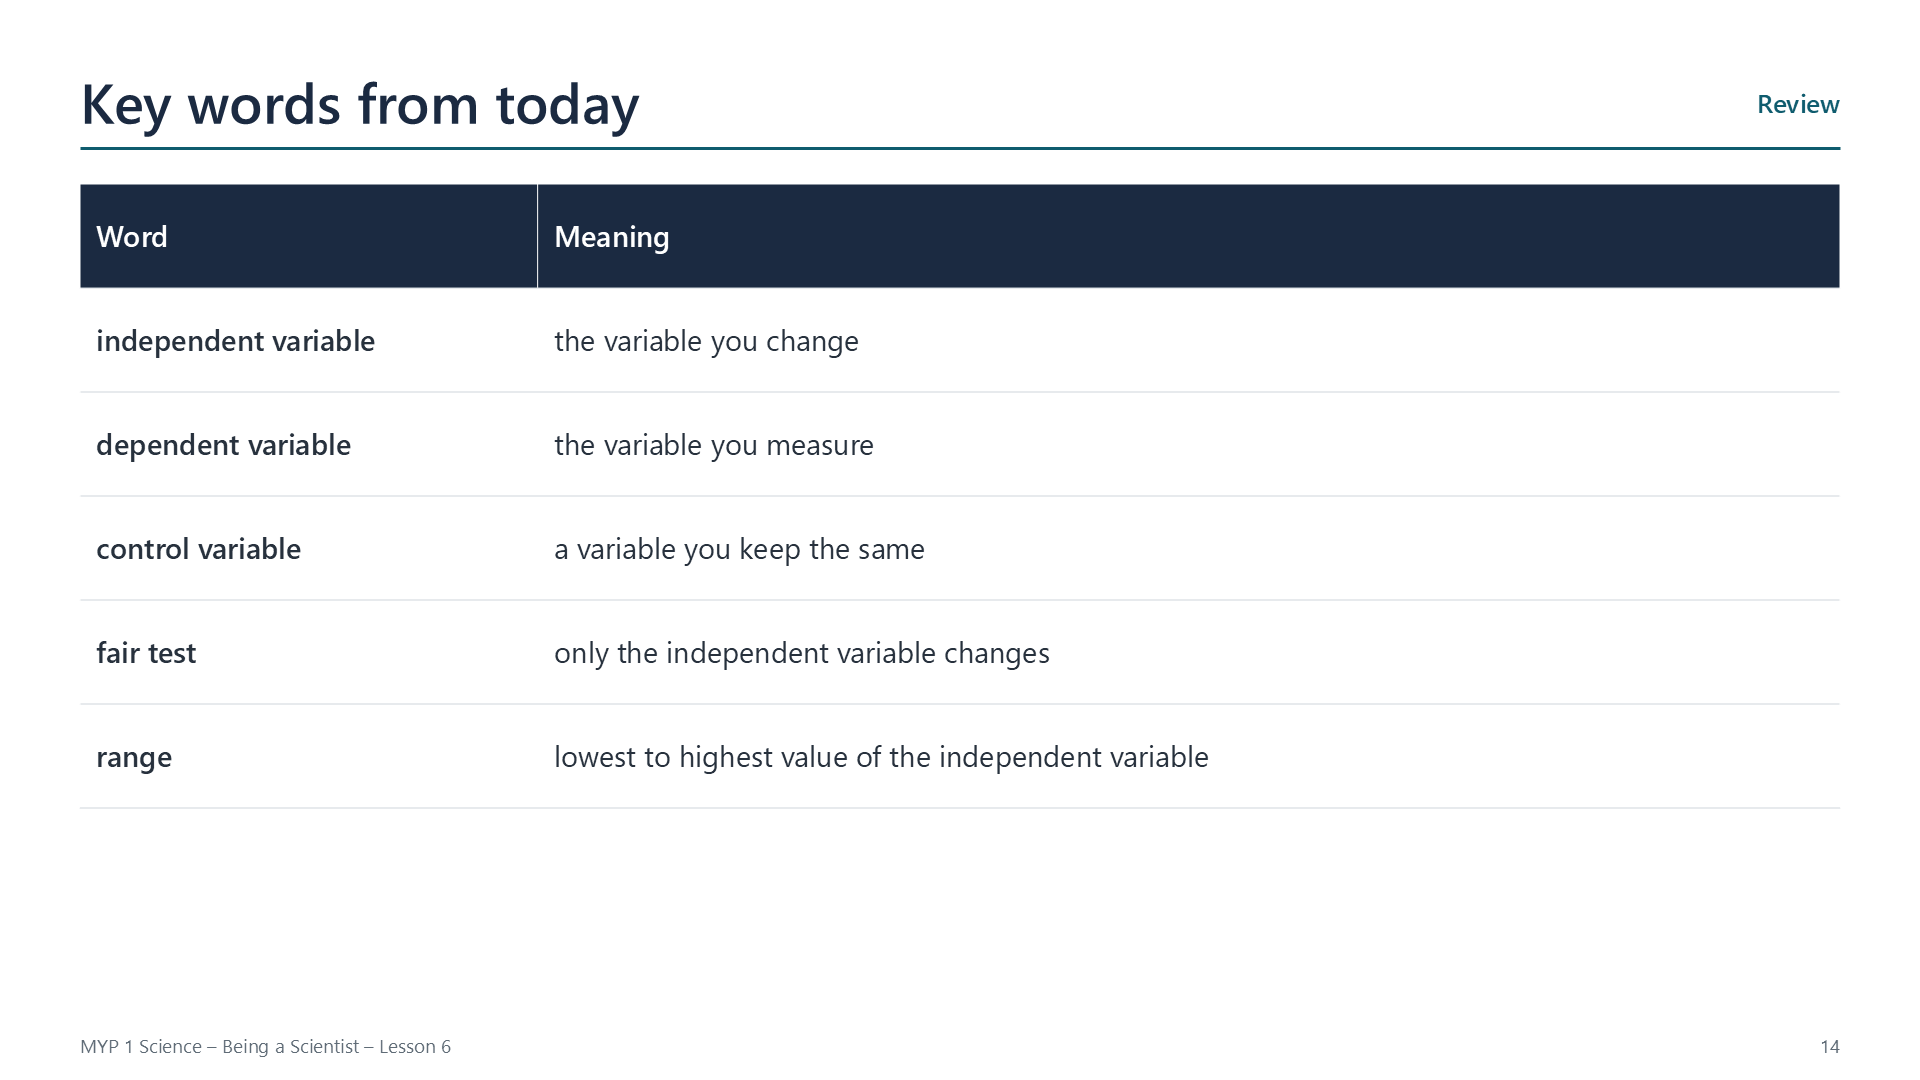 Key words from today
Review
Word Meaning
independent variable the variable you change
dependent variable the variable you measure
control variable a variable you keep the same
fair test only the independent variable changes
range lowest to highest value of the independent variable
MYP 1 Science – Being a Scientist – Lesson 6
14